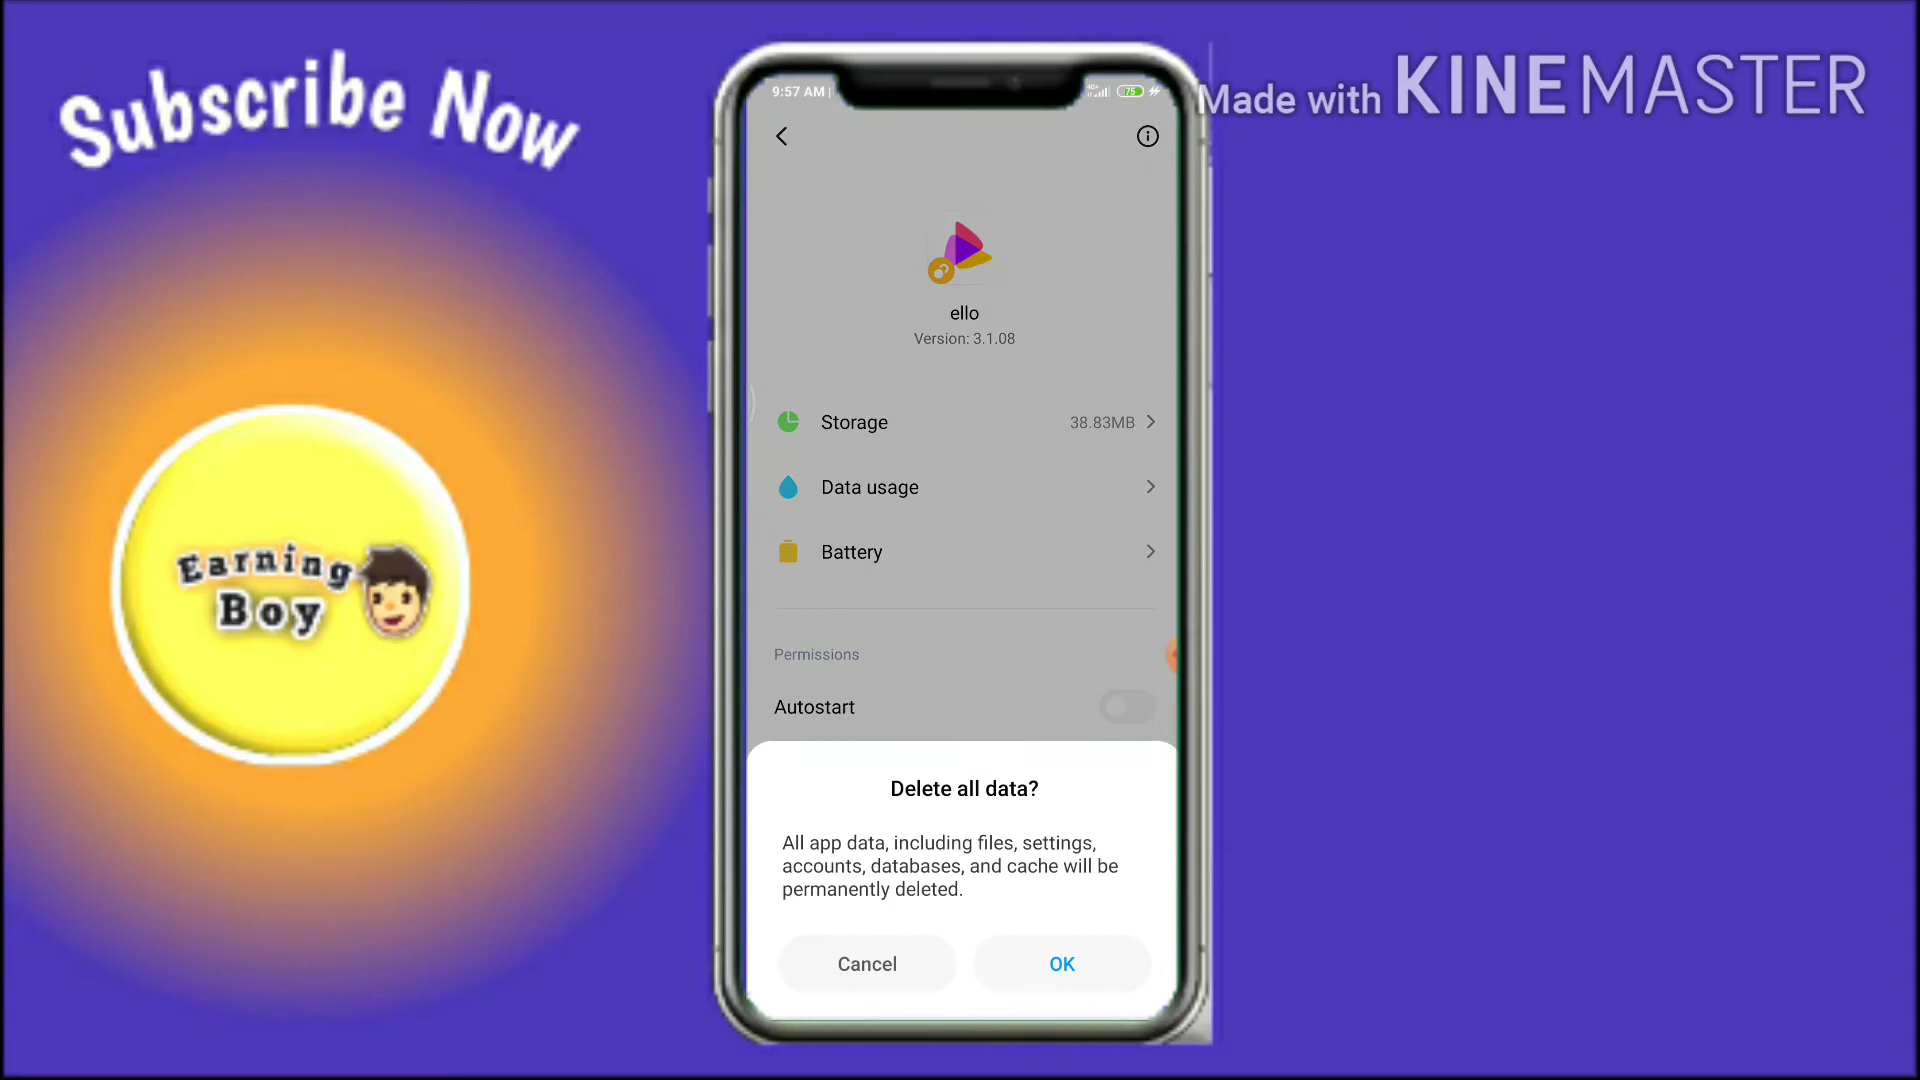 Subscribe Now
Made with KINEMASTER
9:57 AM
75
ello
Version: 3.1.08
Storage 38.83MB
Data usage
Battery
Earning
Boy
Permissions
Autostart
Delete all data?
All app data, including files, settings,
accounts, databases, and cache will be
permanently deleted.
Cancel OK